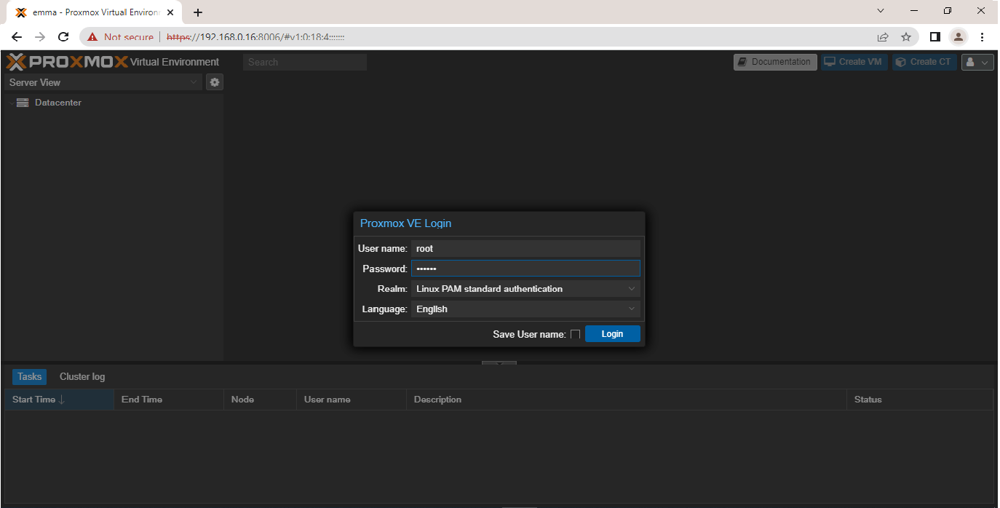 emma - Proxmox Virtual Environ
Not secure https://192.168.0.16:8006/#v1:0:18:4:::::::
PROXMOX Virtual Environment Search Documentation Create VM Create CT
Server View
Datacenter
Proxmox VE Login
User name: root
Password: ••••••
Realm: Linux PAM standard authentication
Language: English
Save User name: Login
Tasks Cluster log
Start Time ↓ End Time Node User name Description Status